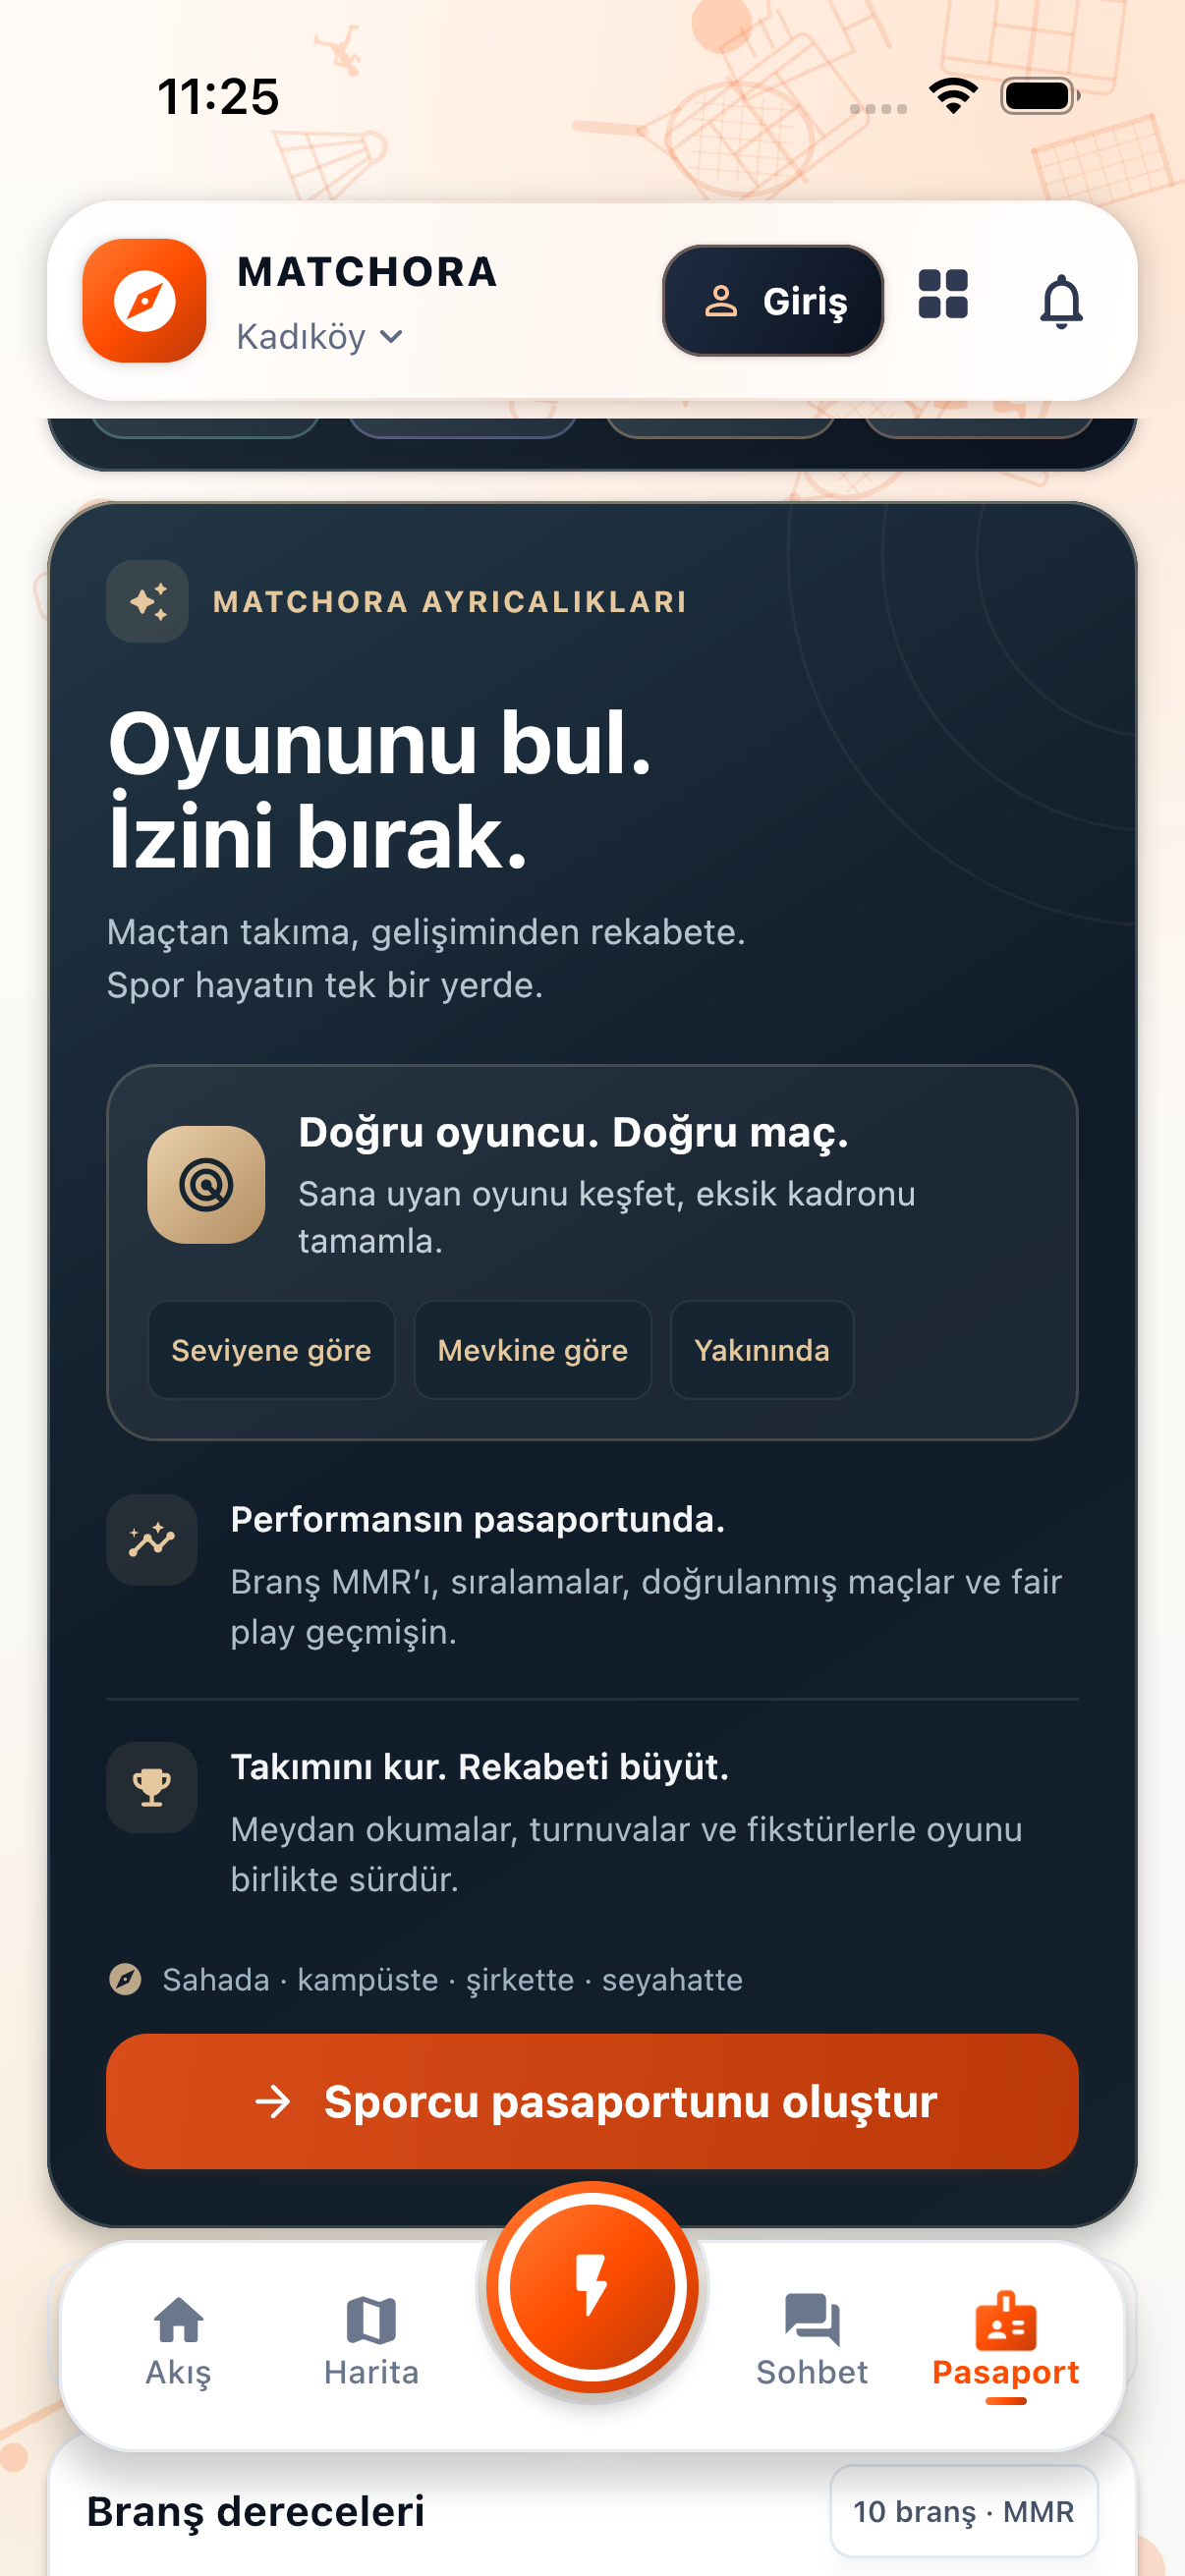 11:25
MATCHORA
Kadıköy
Giriş
MATCHORA AYRICALIKLARI
Oyununu bul.
İzini bırak.
Maçtan takıma, gelişiminden rekabete.
Spor hayatın tek bir yerde.
Doğru oyuncu. Doğru maç.
Sana uyan oyunu keşfet, eksik kadronu
tamamla.
Seviyene göre
Mevkine göre
Yakınında
Performansın pasaportunda.
Branş MMR’ı, sıralamalar, doğrulanmış maçlar ve fair
play geçmişin.
Takımını kur. Rekabeti büyüt.
Meydan okumalar, turnuvalar ve fikstürlerle oyunu
birlikte sürdür.
Sahada · kampüste · şirkette · seyahatte
Sporcu pasaportunu oluştur
Akış
Harita
Sohbet
Pasaport
Branş dereceleri
10 branş · MMR